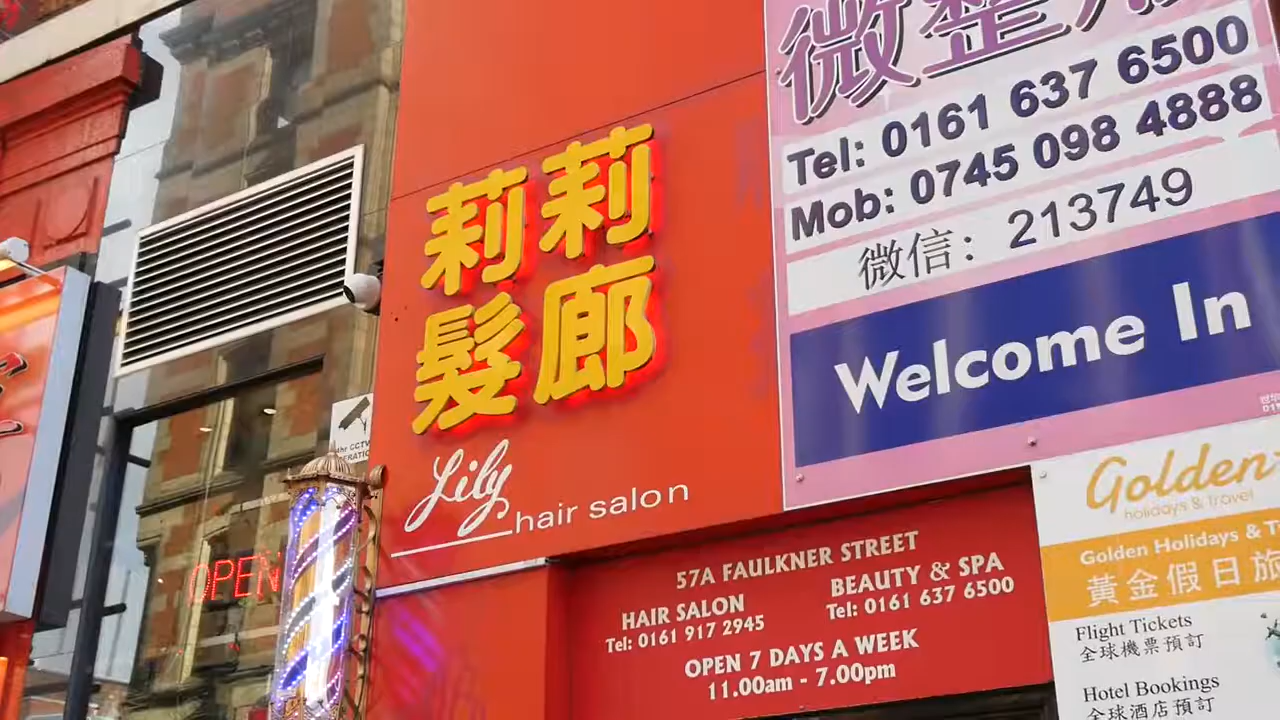 莉莉
髮廊
Lily
hair salon
Tel: 0161 637 6500
Mob: 0745 098 4888
微信: 213749
Welcome In
57A FAULKNER STREET
HAIR SALON
Tel: 0161 917 2945
BEAUTY & SPA
Tel: 0161 637 6500
OPEN 7 DAYS A WEEK
11.00am - 7.00pm
OPEN
Golden
holidays & Travel
Golden Holidays &
黃金假日旅
Flight Tickets
全球機票預訂
Hotel Bookings
全球酒店預訂